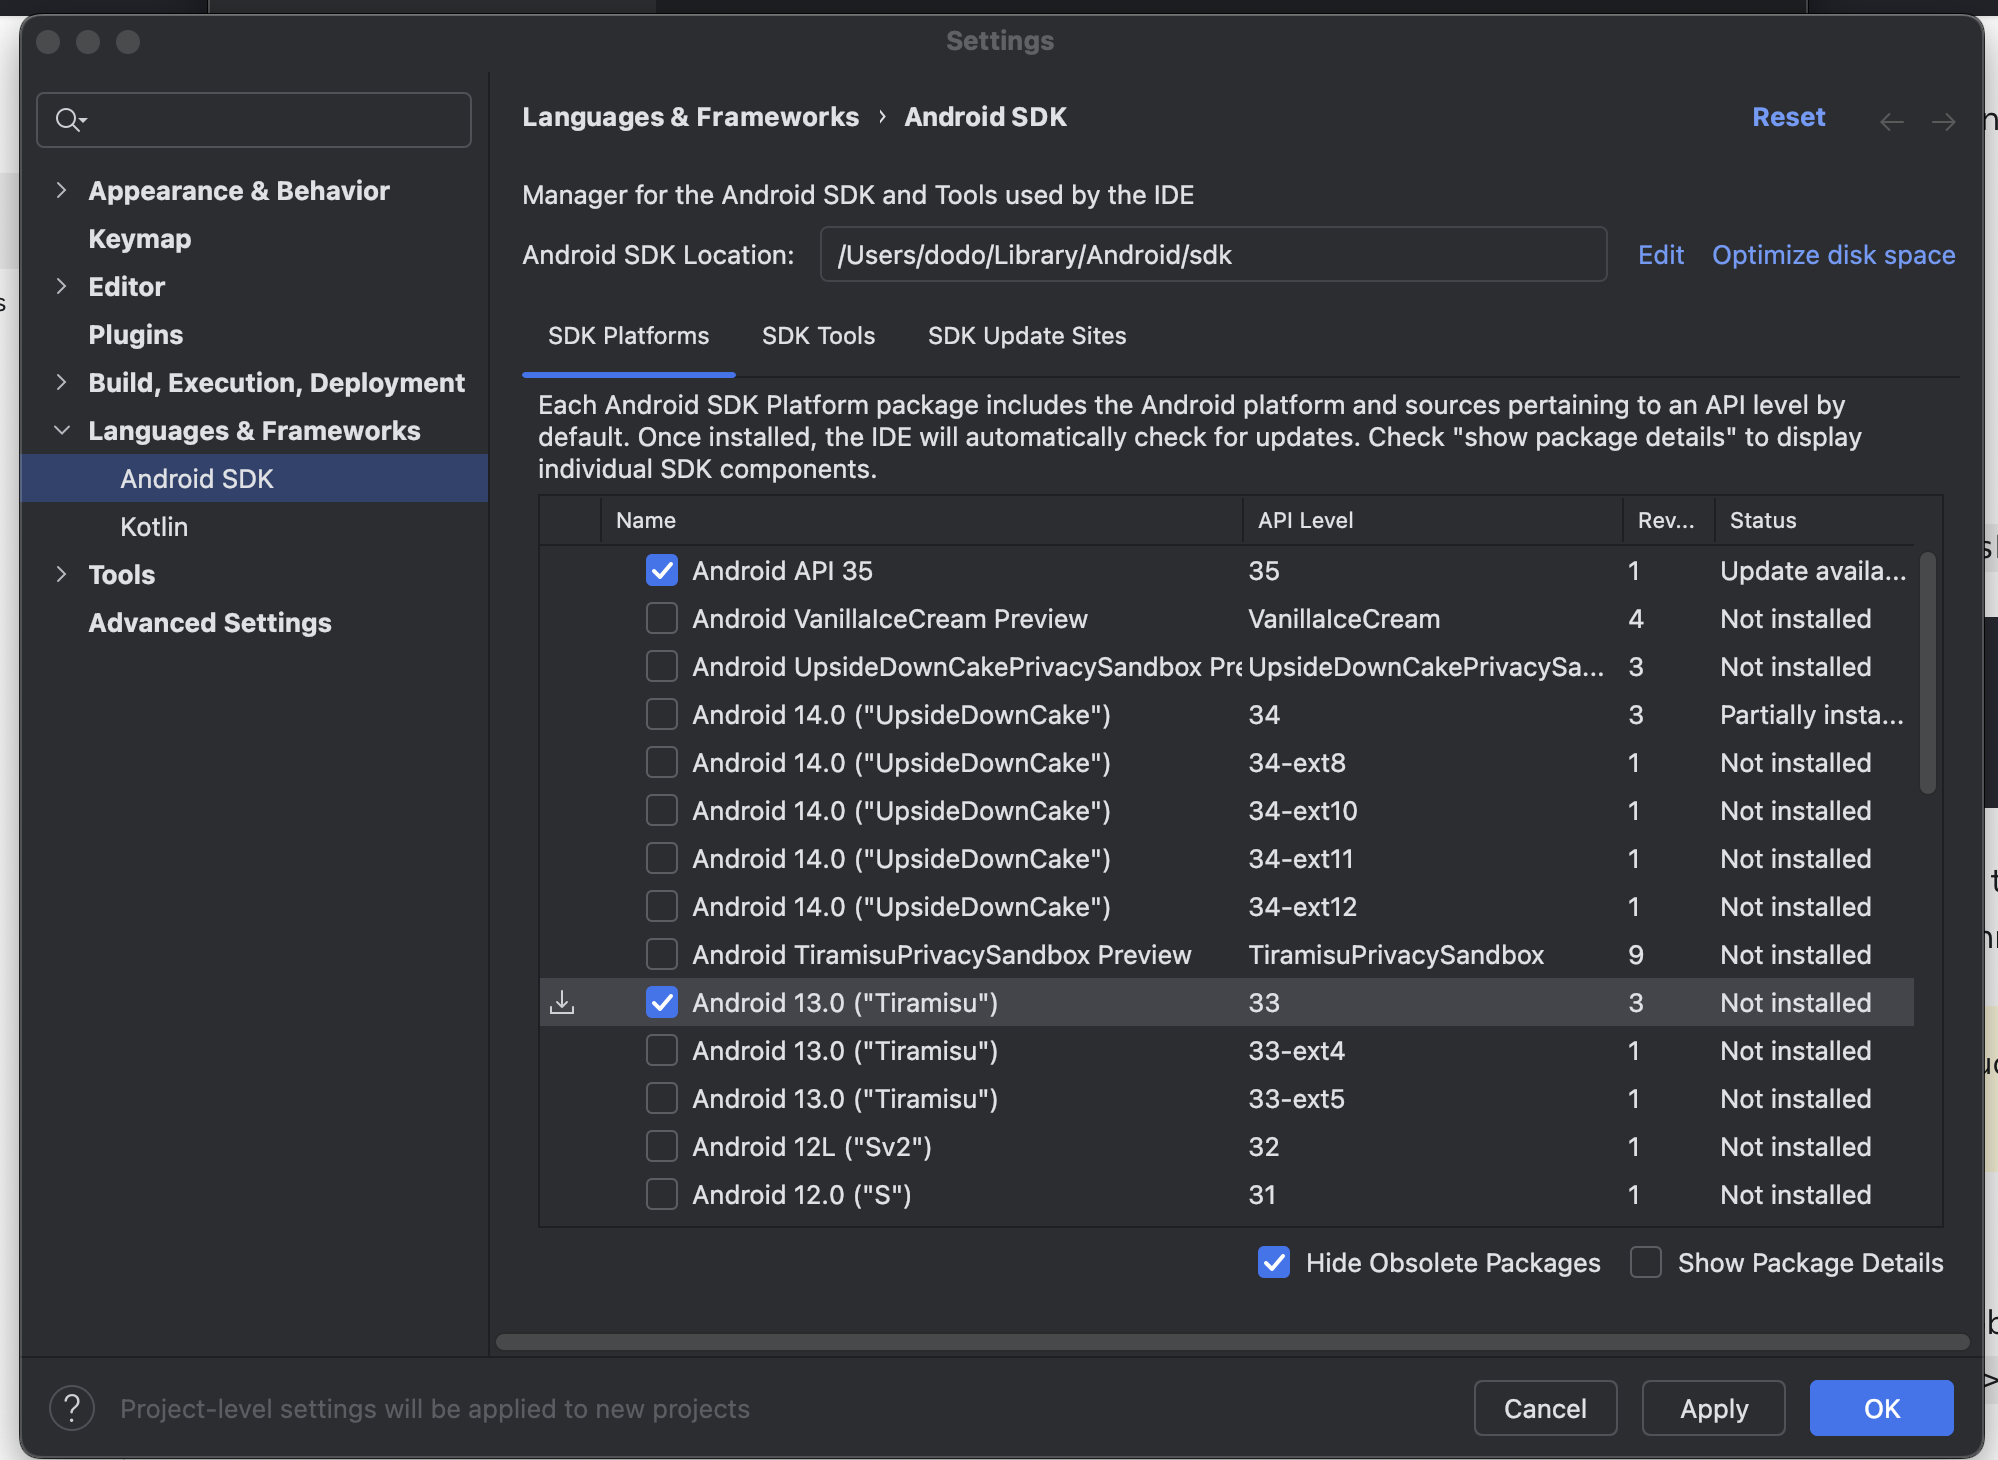 Settings
Appearance & Behavior
Keymap
Editor
Plugins
Build, Execution, Deployment
Languages & Frameworks
Android SDK
Kotlin
Tools
Advanced Settings
Languages & Frameworks › Android SDK
Reset
Manager for the Android SDK and Tools used by the IDE
Android SDK Location: /Users/dodo/Library/Android/sdk Edit Optimize disk space
SDK Platforms SDK Tools SDK Update Sites
Each Android SDK Platform package includes the Android platform and sources pertaining to an API level by
default. Once installed, the IDE will automatically check for updates. Check "show package details" to display
individual SDK components.
Name API Level Rev... Status
Android API 35 35 1 Update availa...
Android VanillaIceCream Preview VanillaIceCream 4 Not installed
Android UpsideDownCakePrivacySandbox Pre UpsideDownCakePrivacySa... 3 Not installed
Android 14.0 ("UpsideDownCake") 34 3 Partially insta...
Android 14.0 ("UpsideDownCake") 34-ext8 1 Not installed
Android 14.0 ("UpsideDownCake") 34-ext10 1 Not installed
Android 14.0 ("UpsideDownCake") 34-ext11 1 Not installed
Android 14.0 ("UpsideDownCake") 34-ext12 1 Not installed
Android TiramisuPrivacySandbox Preview TiramisuPrivacySandbox 9 Not installed
Android 13.0 ("Tiramisu") 33 3 Not installed
Android 13.0 ("Tiramisu") 33-ext4 1 Not installed
Android 13.0 ("Tiramisu") 33-ext5 1 Not installed
Android 12L ("Sv2") 32 1 Not installed
Android 12.0 ("S") 31 1 Not installed
Hide Obsolete Packages Show Package Details
? Project-level settings will be applied to new projects
Cancel Apply OK